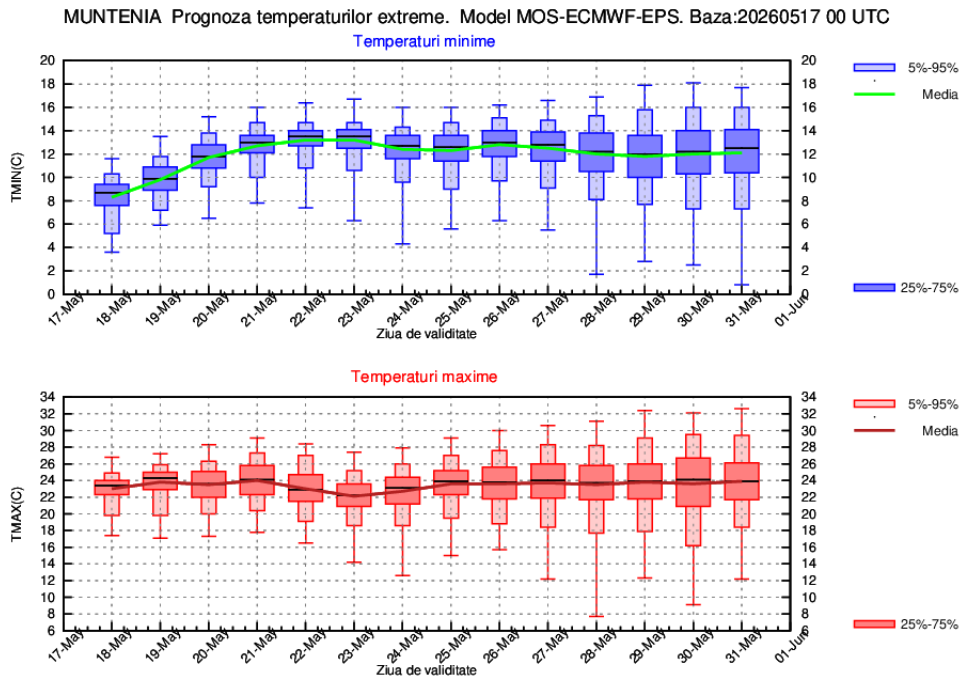 MUNTENIA Prognoza temperaturilor extreme. Model MOS-ECMWF-EPS. Baza:20260517 00 UTC
Temperaturi minime
20 20
18 18
16 16
14 14
12 12
10 10
8 8
6 6
4 4
2 2
0 0
TMIN(C)
17-May 18-May 19-May 20-May 21-May 22-May 23-May 24-May 25-May 26-May 27-May 28-May 29-May 30-May 31-May 01-Jun
Ziua de validitate
5%-95%
Media
25%-75%
Temperaturi maxime
34 34
32 32
30 30
28 28
26 26
24 24
22 22
20 20
18 18
16 16
14 14
12 12
10 10
8 8
6 6
TMAX(C)
17-May 18-May 19-May 20-May 21-May 22-May 23-May 24-May 25-May 26-May 27-May 28-May 29-May 30-May 31-May 01-Jun
Ziua de validitate
5%-95%
Media
25%-75%